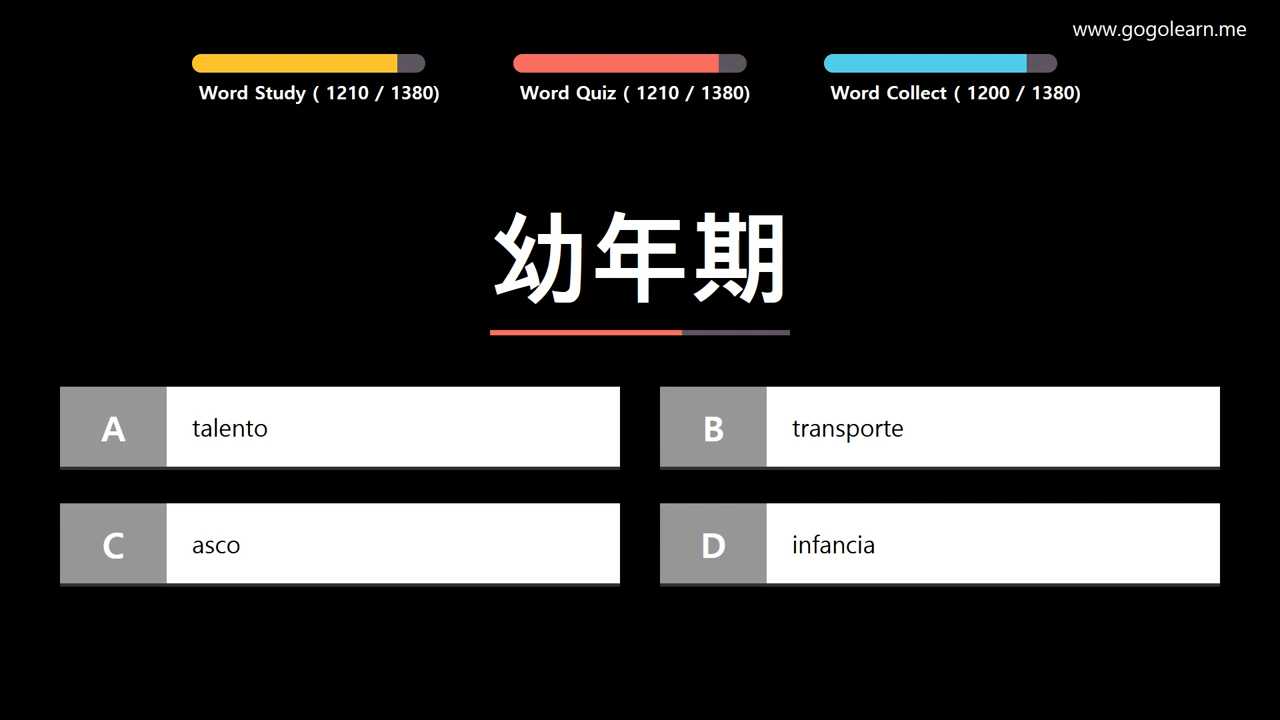 www.gogolearn.me
Word Study ( 1210 / 1380)
Word Quiz ( 1210 / 1380)
Word Collect ( 1200 / 1380)
幼年期
A talento
B transporte
C asco
D infancia